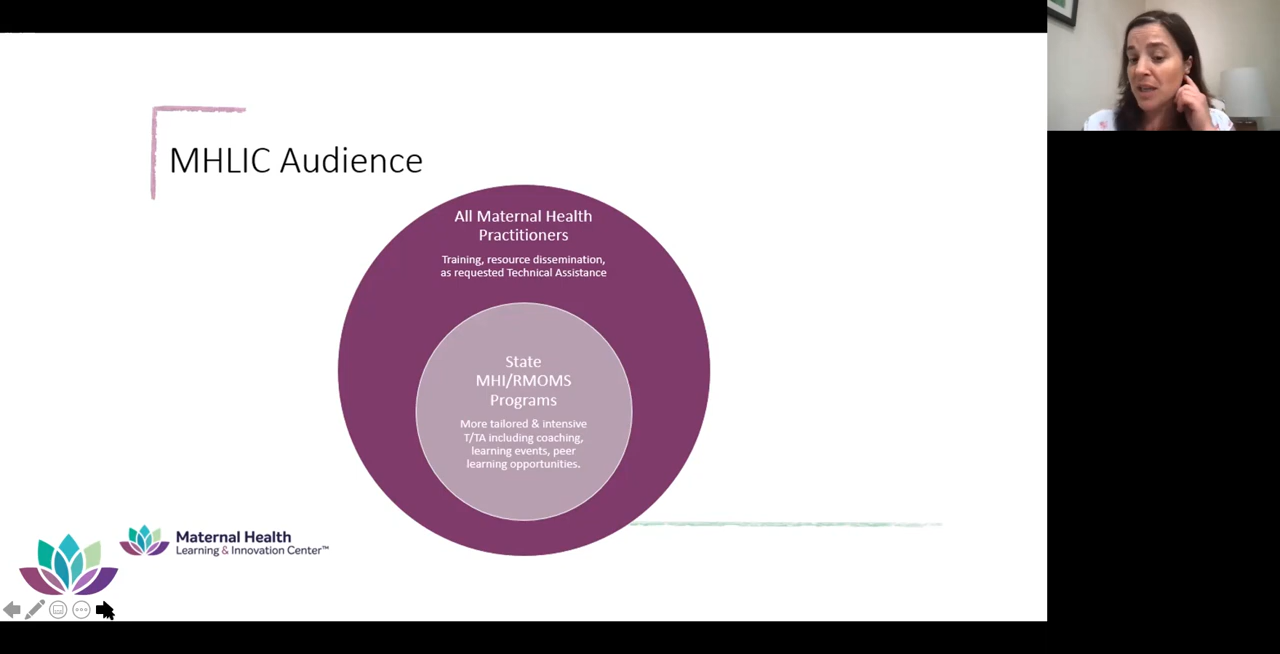 MHLIC Audience
All Maternal Health
Practitioners
Training, resource dissemination,
as requested Technical Assistance
State
MHI/RMOMS
Programs
More tailored & intensive
T/TA including coaching,
learning events, peer
learning opportunities.
Maternal Health
Learning & Innovation Center™